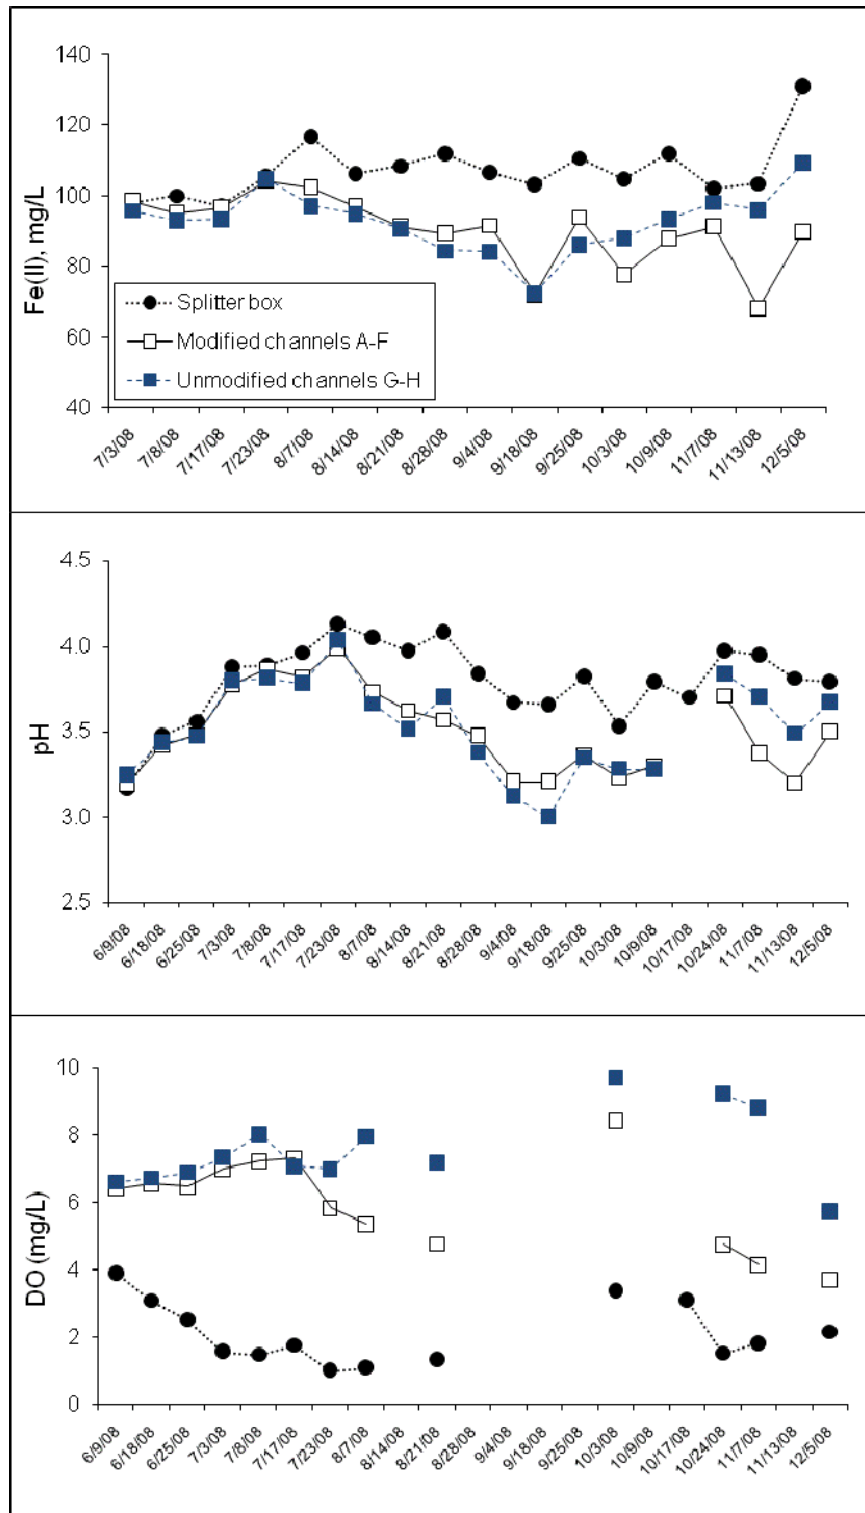 Fe(II), mg/L
140
120
100
80
60
40
Splitter box
Modified channels A-F
Unmodified channels G-H
7/3/08 7/8/08 7/17/08 7/23/08 8/7/08 8/14/08 8/21/08 8/28/08 9/4/08 9/18/08 9/25/08 10/3/08 10/9/08 11/7/08 11/13/08 12/5/08
pH
4.5
4.0
3.5
3.0
2.5
6/9/08 6/18/08 6/25/08 7/3/08 7/8/08 7/17/08 7/23/08 8/7/08 8/14/08 8/21/08 8/28/08 9/4/08 9/18/08 9/25/08 10/3/08 10/9/08 10/17/08 10/24/08 11/7/08 11/13/08 12/5/08
DO (mg/L)
10
8
6
4
2
0
6/9/08 6/18/08 6/25/08 7/3/08 7/8/08 7/17/08 7/23/08 8/7/08 8/14/08 8/21/08 8/28/08 9/4/08 9/18/08 9/25/08 10/3/08 10/9/08 10/17/08 10/24/08 11/7/08 11/13/08 12/5/08